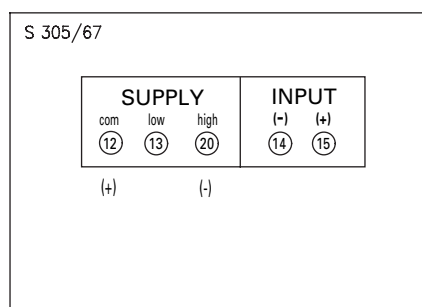 S 305/67
SUPPLY INPUT
com low high (-) (+)
12 13 20 14 15
(+) (-)